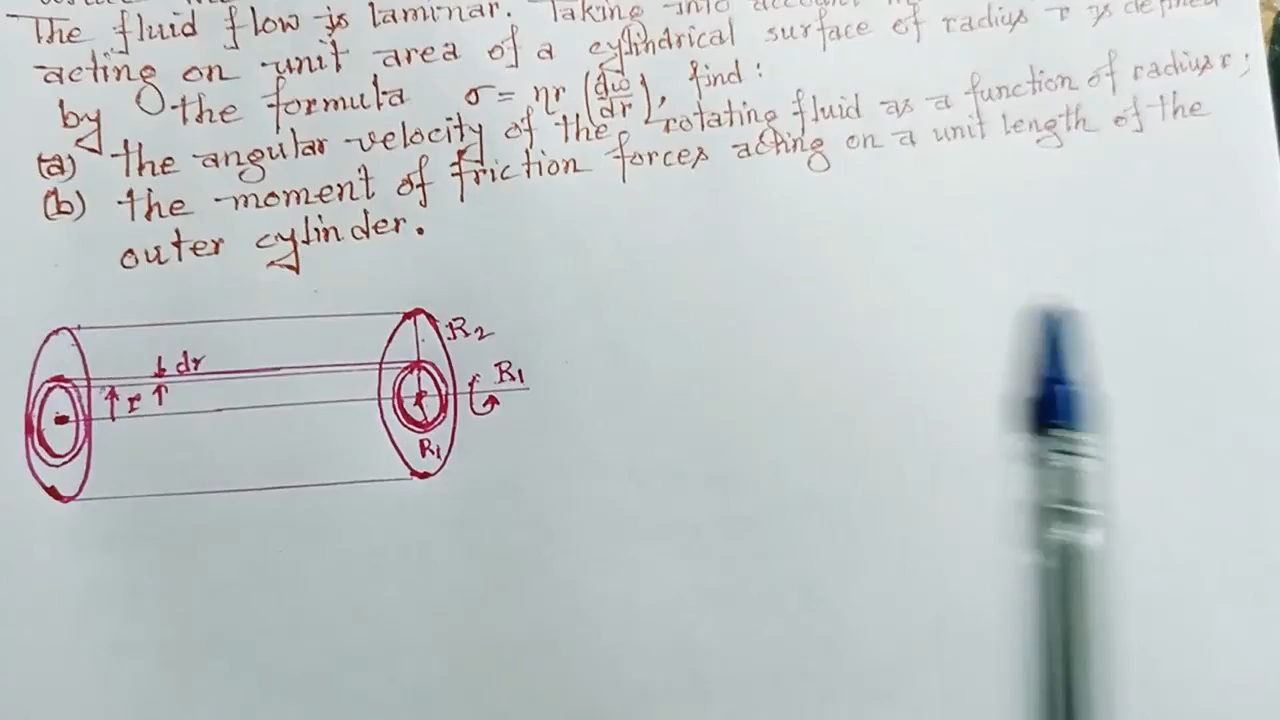 The fluid flow is laminar. Taking into account
acting on unit area of a cylindrical surface of radius r is defined
by the formula σ = ηr (dω/dr), find:
(a) the angular velocity of the rotating fluid as a function of radius r;
(b) the moment of friction forces acting on a unit length of the
outer cylinder.
R2
dr
r
R1
R1